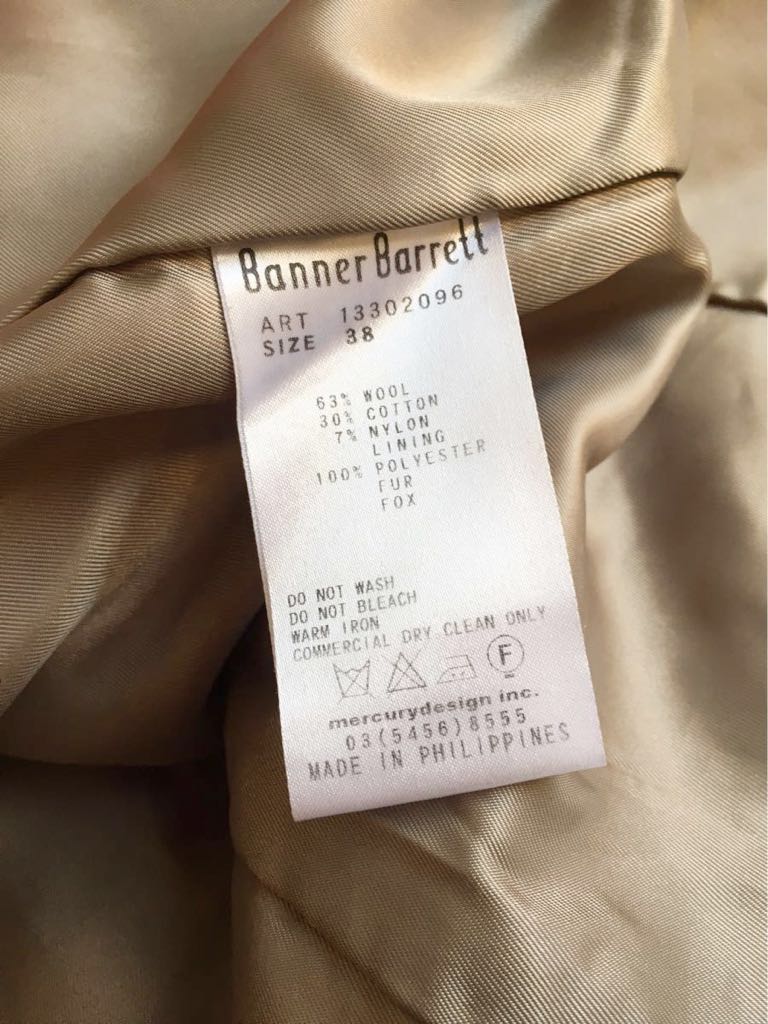 BannerBarrett
ART 13302096
SIZE 38
63% WOOL
30% COTTON
7% NYLON
LINING
100% POLYESTER
FUR
FOX
DO NOT WASH
DO NOT BLEACH
WARM IRON
COMMERCIAL DRY CLEAN ONLY
F
mercurydesign inc.
03(5456)8555
MADE IN PHILIPPINES